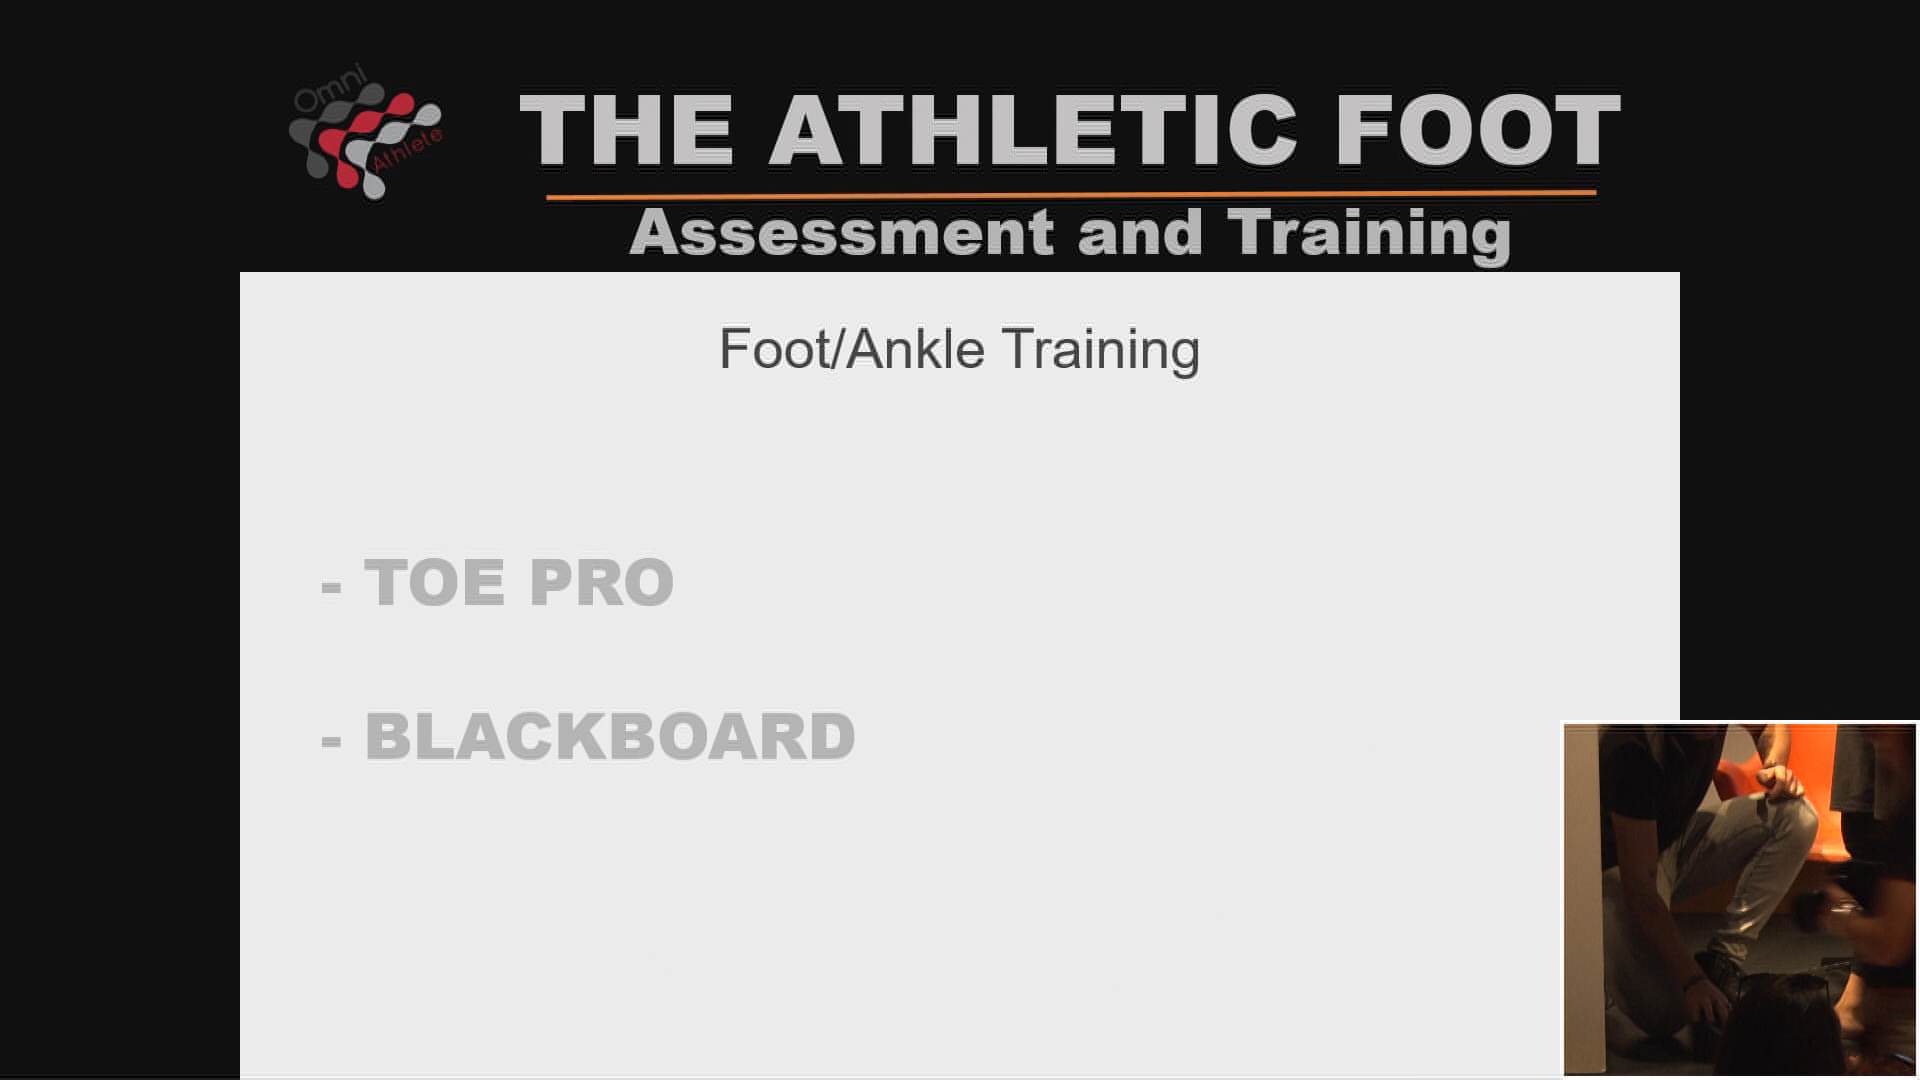 Omni
Athlete
THE ATHLETIC FOOT
Assessment and Training
Foot/Ankle Training
- TOE PRO
- BLACKBOARD